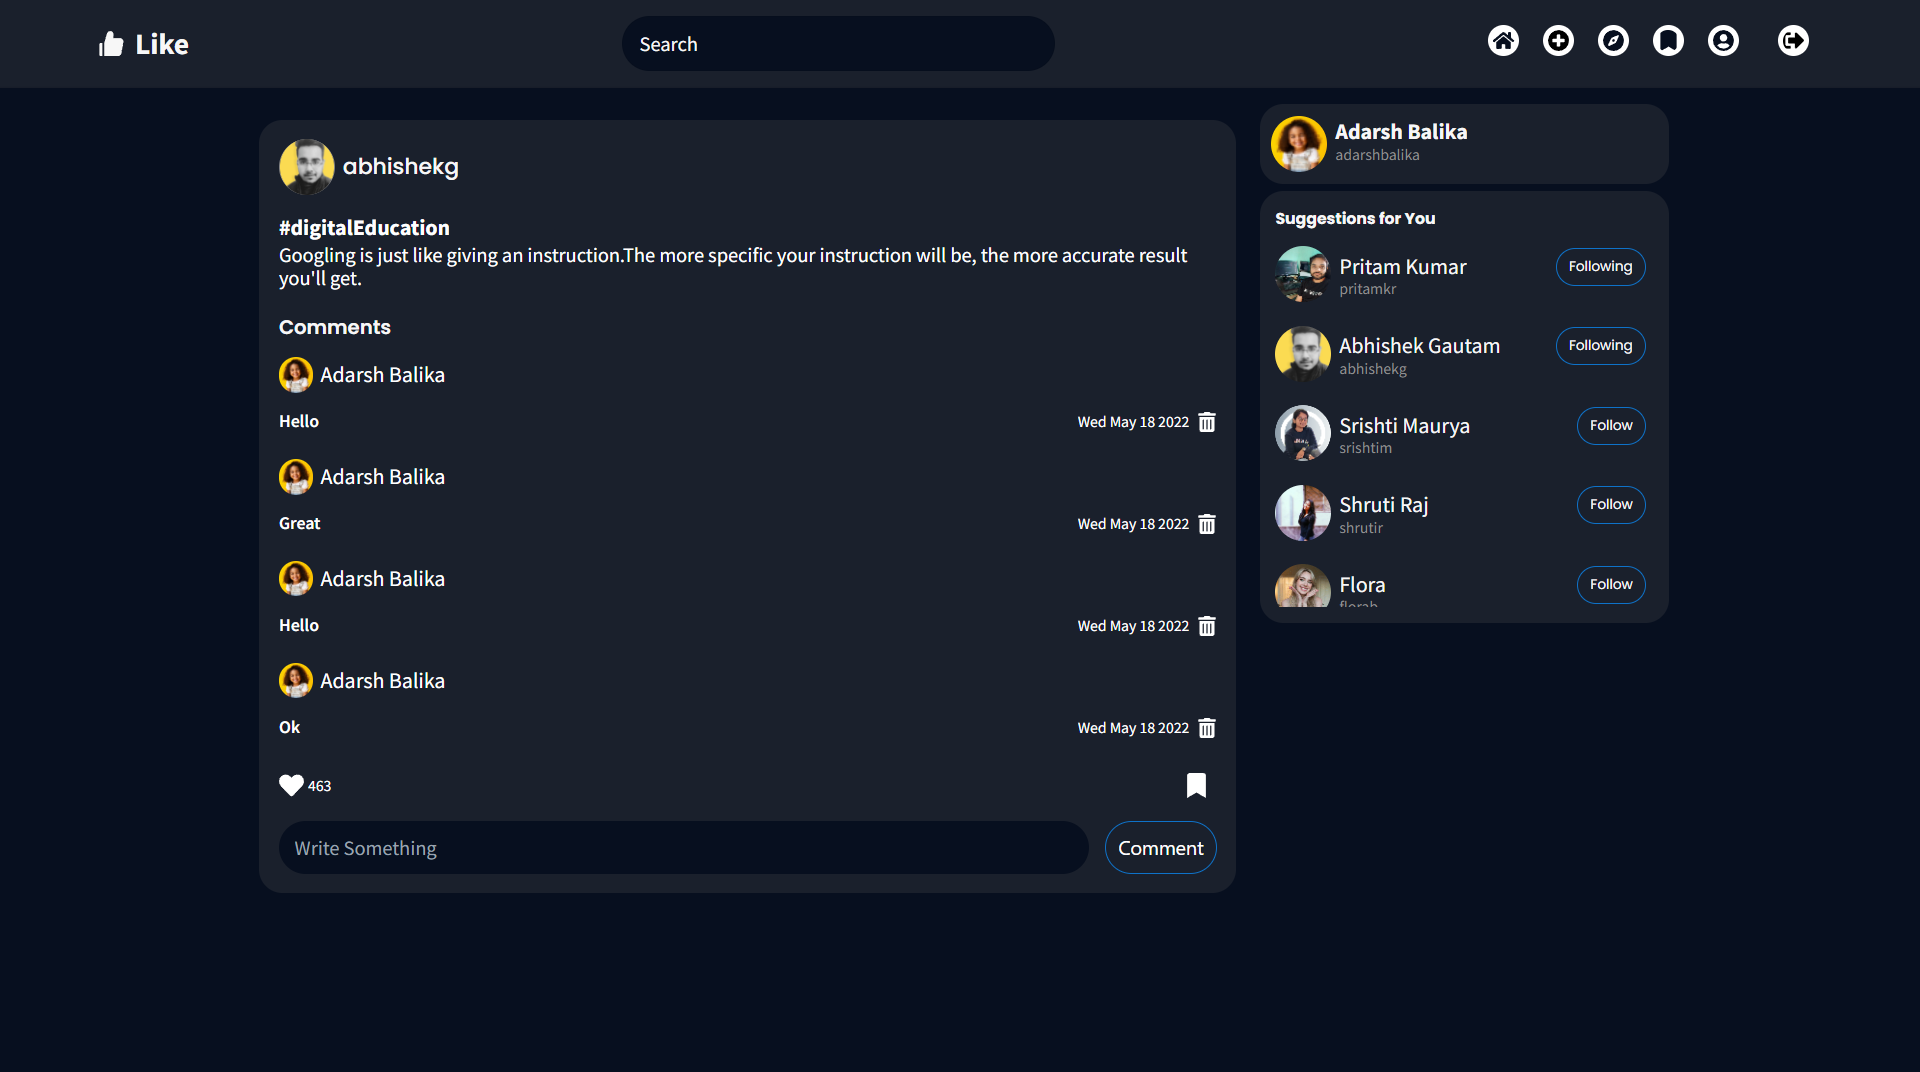 Like
Search
abhishekg
#digitalEducation
Googling is just like giving an instruction.The more specific your instruction will be, the more accurate result
you'll get.
Comments
Adarsh Balika
Hello
Wed May 18 2022
Adarsh Balika
Great
Wed May 18 2022
Adarsh Balika
Hello
Wed May 18 2022
Adarsh Balika
Ok
Wed May 18 2022
463
Write Something
Comment
Adarsh Balika
adarshbalika
Suggestions for You
Pritam Kumar
pritamkr
Following
Abhishek Gautam
abhishekg
Following
Srishti Maurya
srishtim
Follow
Shruti Raj
shrutir
Follow
Flora
Follow